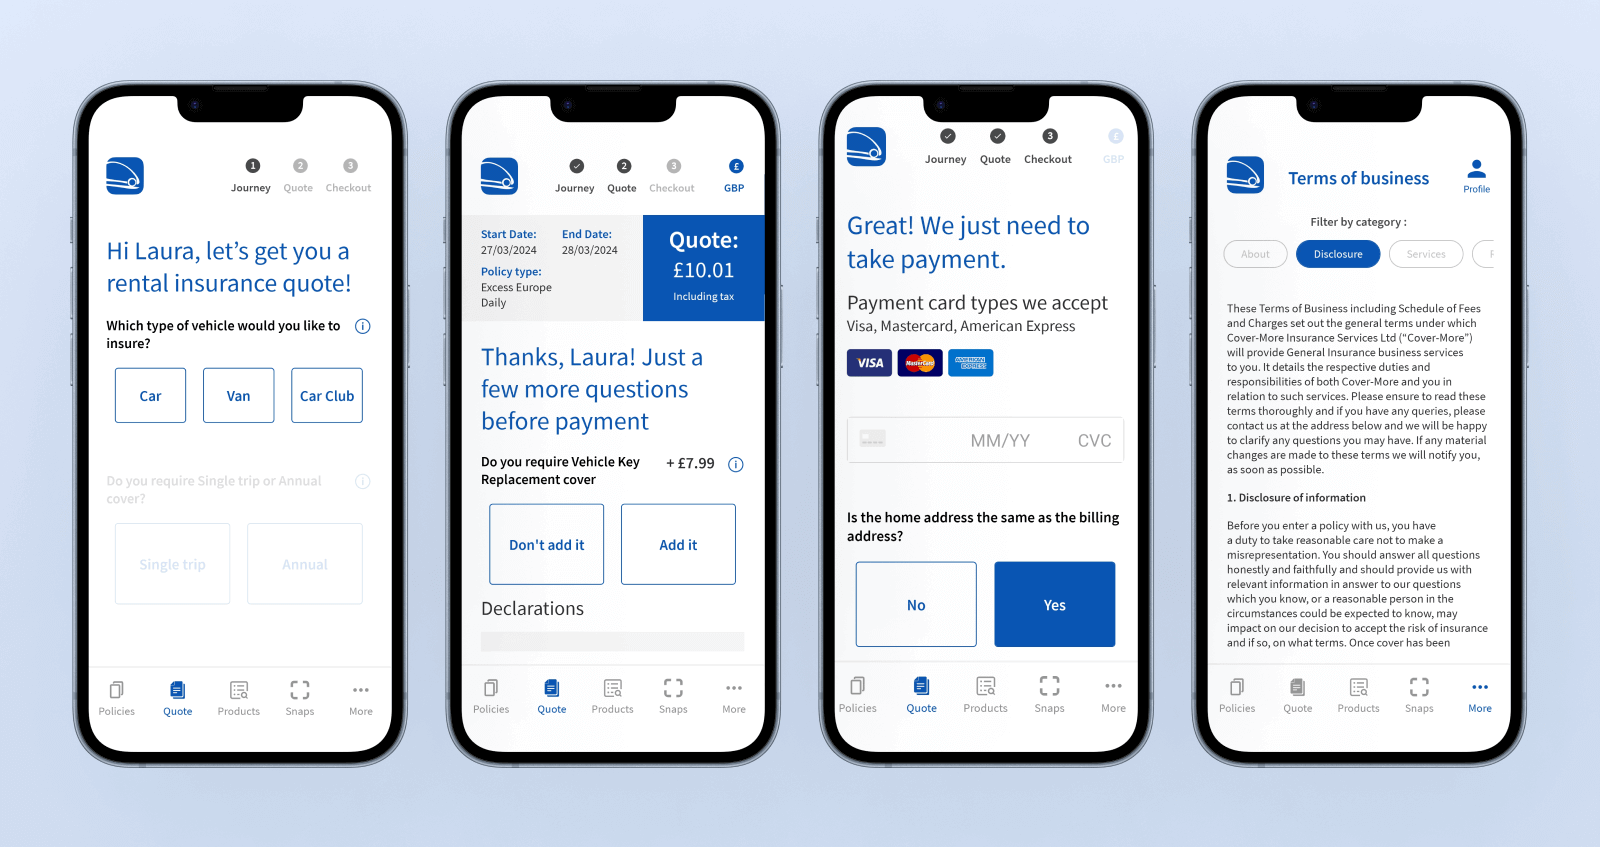 1 2 3
Journey Quote Checkout
Hi Laura, let’s get you a
rental insurance quote!
Which type of vehicle would you like to
insure?
Car Van Car Club
Do you require Single trip or Annual
cover?
Single trip Annual
Policies Quote Products Snaps More
2 3 £
Journey Quote Checkout GBP
Start Date: End Date:
27/03/2024 28/03/2024
Policy type:
Excess Europe
Daily
Quote:
£10.01
Including tax
Thanks, Laura! Just a
few more questions
before payment
Do you require Vehicle Key + £7.99
Replacement cover
Don't add it Add it
Declarations
Policies Quote Products Snaps More
3 £
Journey Quote Checkout GBP
Great! We just need to
take payment.
Payment card types we accept
Visa, Mastercard, American Express
VISA MasterCard AMERICAN
EXPRESS
MM/YY CVC
Is the home address the same as the billing
address?
No Yes
Policies Quote Products Snaps More
Terms of business
Profile
Filter by category :
About Disclosure Services
These Terms of Business including Schedule of Fees
and Charges set out the general terms under which
Cover-More Insurance Services Ltd (“Cover-More”)
will provide General Insurance business services
to you. It details the respective duties and
responsibilities of both Cover-More and you in
relation to such services. Please ensure to read these
terms thoroughly and if you have any queries, please
contact us at the address below and we will be happy
to clarify any questions you may have. If any material
changes are made to these terms we will notify you,
as soon as possible.
1. Disclosure of information
Before you enter a policy with us, you have
a duty to take reasonable care not to make a
misrepresentation. You should answer all questions
honestly and faithfully and should provide us with
relevant information in answer to our questions
which you know, or a reasonable person in the
circumstances could be expected to know, may
impact on our decision to accept the risk of insurance
and if so, on what terms. Once cover has been
Policies Quote Products Snaps More